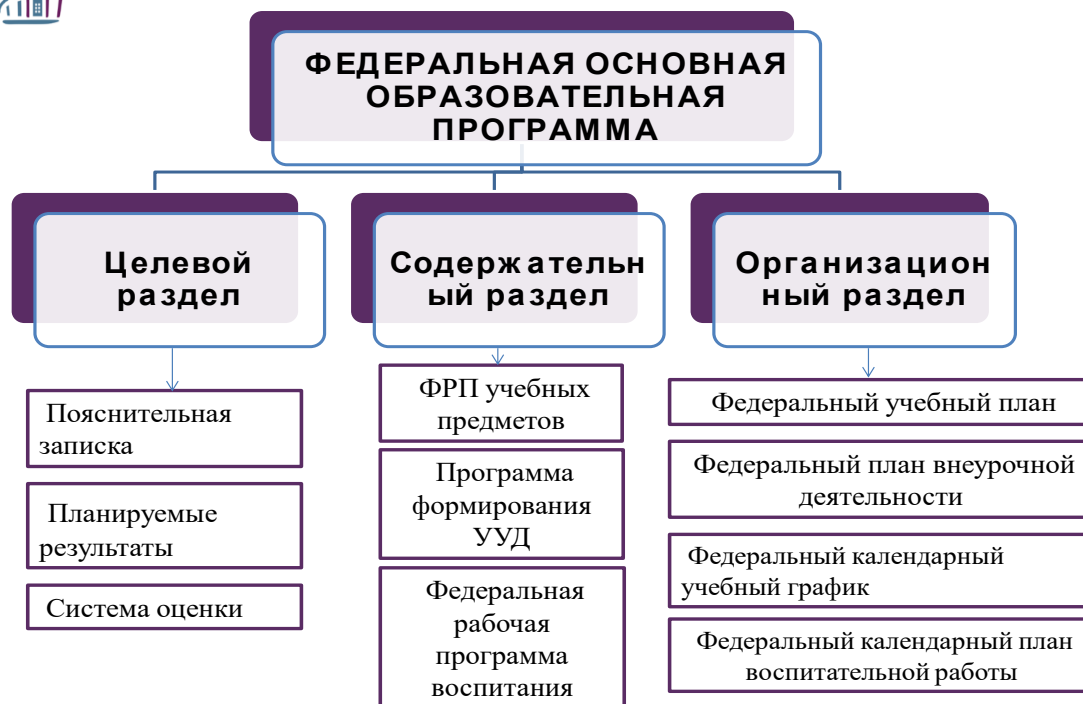 ФЕДЕРАЛЬНАЯ ОСНОВНАЯ
ОБРАЗОВАТЕЛЬНАЯ
ПРОГРАММА
Целевой
раздел
Содержательн
ый раздел
Организацион
ный раздел
Пояснительная
записка
Планируемые
результаты
Система оценки
ФРП учебных
предметов
Программа
формирования
УУД
Федеральная
рабочая
программа
воспитания
Федеральный учебный план
Федеральный план внеурочной
деятельности
Федеральный календарный
учебный график
Федеральный календарный план
воспитательной работы